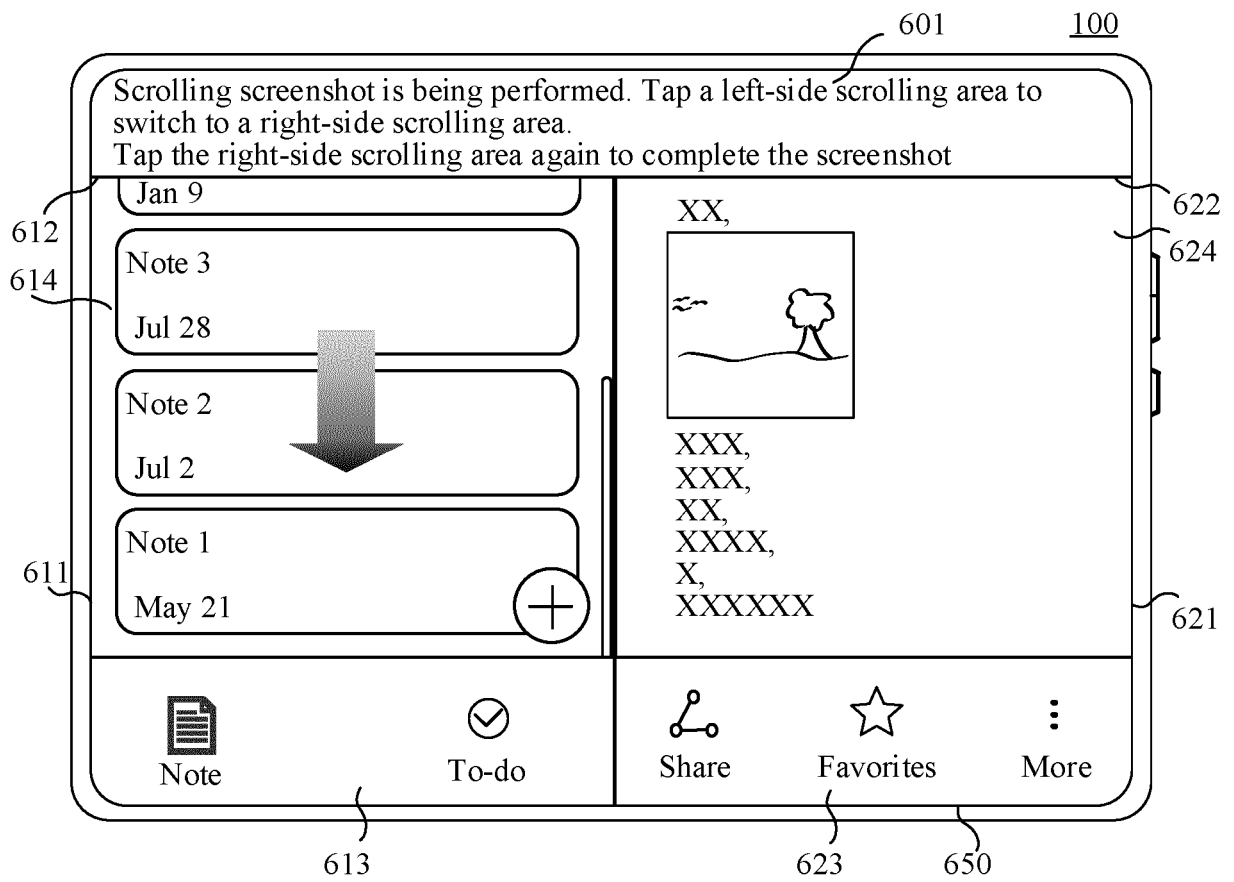 601
100
Scrolling screenshot is being performed. Tap a left-side scrolling area to
switch to a right-side scrolling area.
Tap the right-side scrolling area again to complete the screenshot
612
Jan 9
614
Note 3
Jul 28
Note 2
Jul 2
611
Note 1
May 21
XX,
622
624
XXX,
XXX,
XX,
XXXX,
X,
XXXXXX
621
Note
To-do
Share
Favorites
More
613
623
650